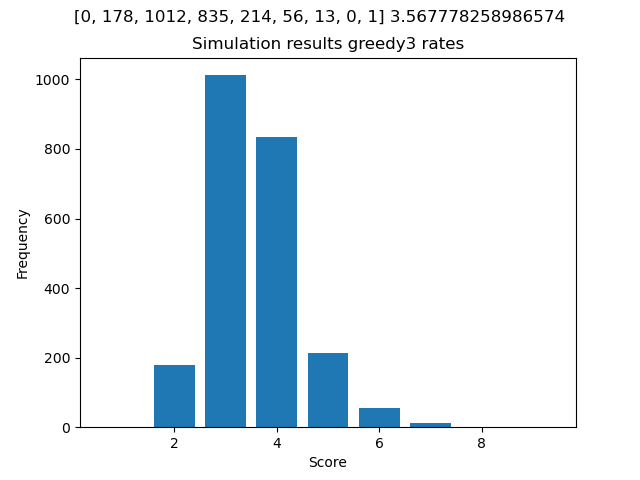 [0, 178, 1012, 835, 214, 56, 13, 0, 1] 3.567778258986574
Simulation results greedy3 rates
1000
800
600
400
200
0
Frequency
2 4 6 8
Score